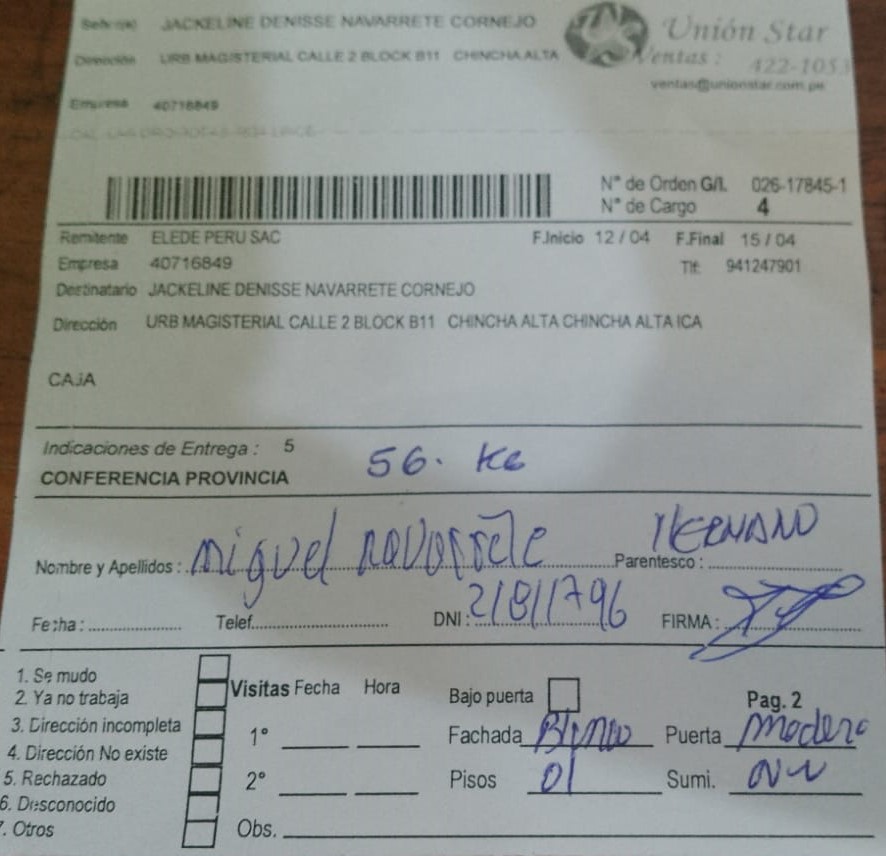 Señor(a) JACKELINE DENISSE NAVARRETE CORNEJO
Dirección URB MAGISTERIAL CALLE 2 BLOCK B11 CHINCHA ALTA
Empresa 40716849
Unión Star
Ventas : 422-1053
ventas@unionstar.com.pe
N° de Orden G/I. 026-17845-1
N° de Cargo 4
Remitente ELEDE PERU SAC F.Inicio 12 / 04 F.Final 15 / 04
Empresa 40716849 Tlf: 941247901
Destinatario JACKELINE DENISSE NAVARRETE CORNEJO
Dirección URB MAGISTERIAL CALLE 2 BLOCK B11 CHINCHA ALTA CHINCHA ALTA ICA
CAJA
Indicaciones de Entrega : 5 56. KG
CONFERENCIA PROVINCIA
Nombre y Apellidos : Miguel Navarrete Parentesco : HERMANO
Fecha : Telef. DNI : 21811796 FIRMA :
1. Se mudo
2. Ya no trabaja
3. Dirección incompleta
4. Dirección No existe
5. Rechazado
6. Desconocido
7. Otros
Visitas Fecha Hora
1°
2°
Obs.
Bajo puerta Pag. 2
Fachada Blanco Puerta madera
Pisos 01 Sumi.